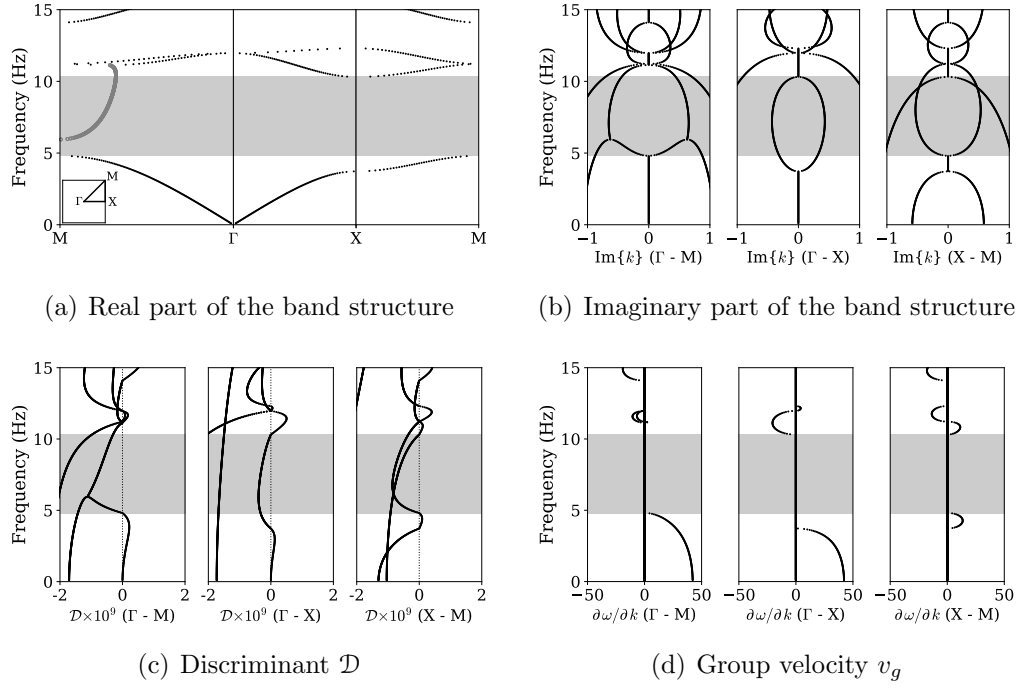 15
10
5
0
Frequency (Hz)
M
Γ
X
M
M
Γ
X
15
10
5
0
Frequency (Hz)
−1 0 1
Im{k} (Γ - M)
−1 0 1
Im{k} (Γ - X)
−1 0 1
Im{k} (X - M)
(a) Real part of the band structure
(b) Imaginary part of the band structure
15
10
5
0
Frequency (Hz)
−2 0 2
𝒟×10⁹ (Γ - M)
−2 0 2
𝒟×10⁹ (Γ - X)
−2 0 2
𝒟×10⁹ (X - M)
15
10
5
0
Frequency (Hz)
−50 0 50
∂ω/∂k (Γ - M)
−50 0 50
∂ω/∂k (Γ - X)
−50 0 50
∂ω/∂k (X - M)
(c) Discriminant 𝒟
(d) Group velocity v_g